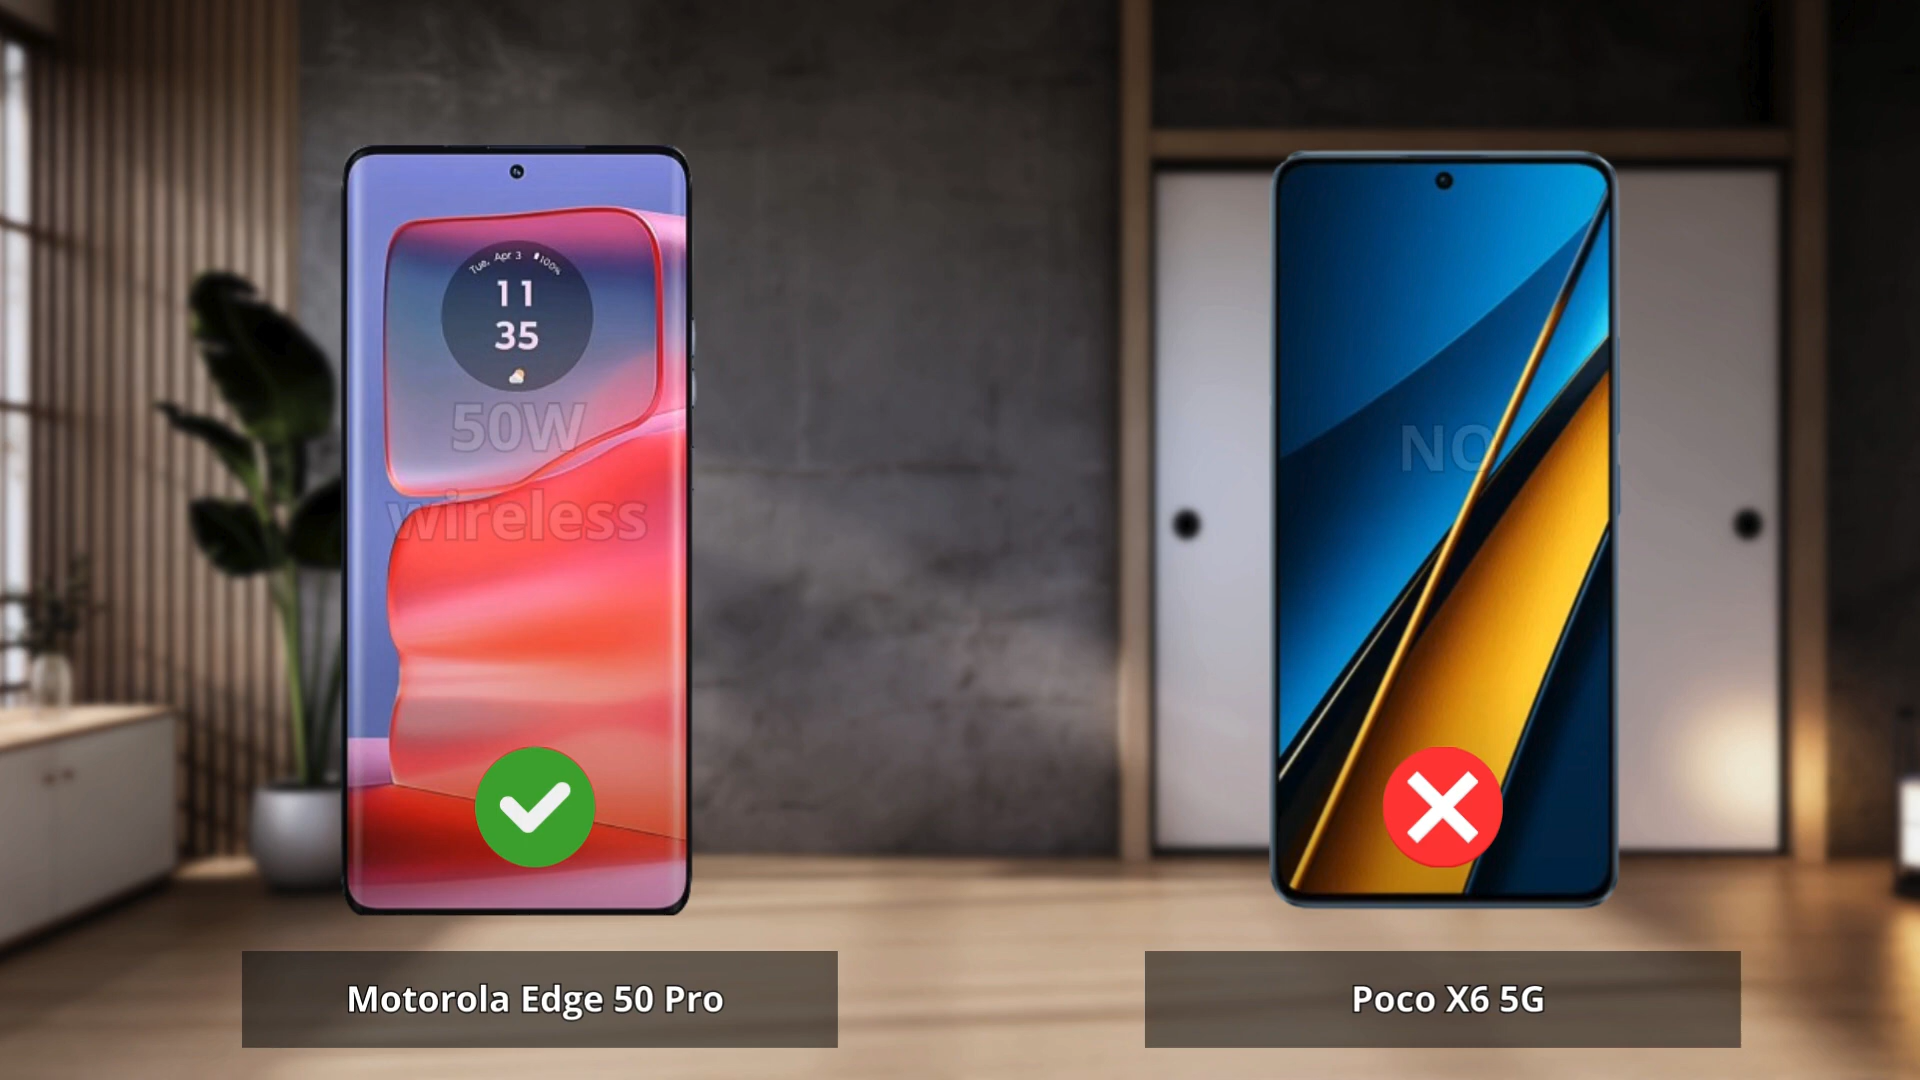 Tue, Apr 3 100%
11
35
50W
wireless
NO
Motorola Edge 50 Pro
Poco X6 5G